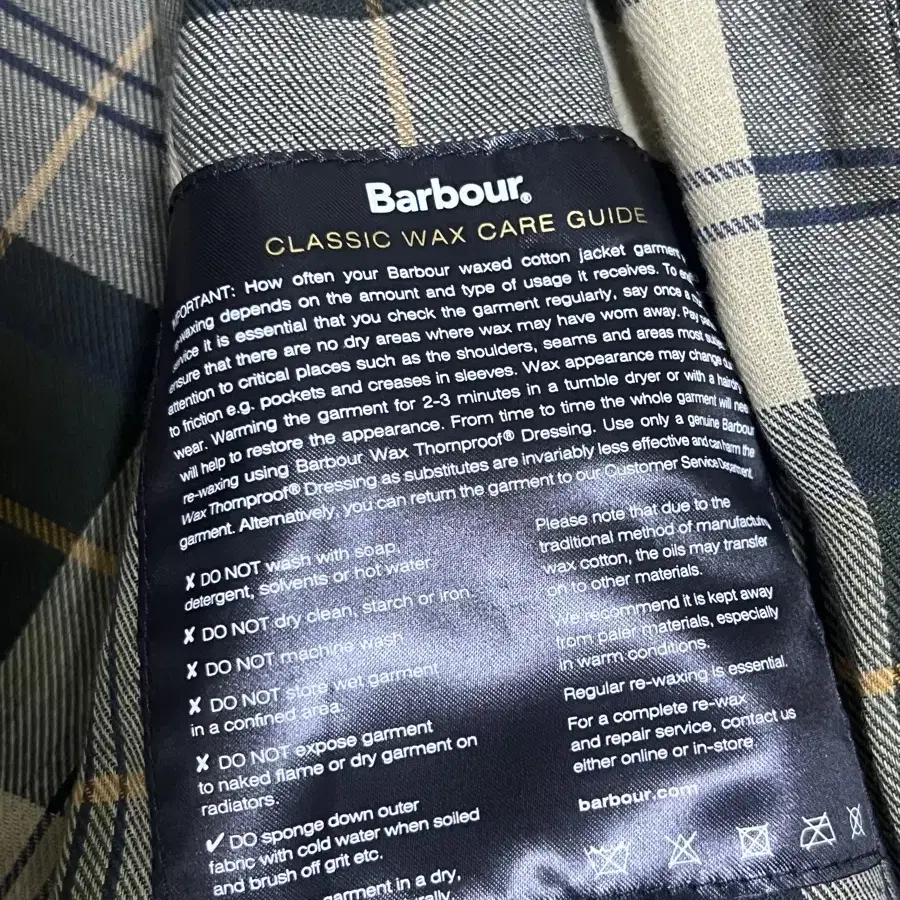 Barbour®
CLASSIC WAX CARE GUIDE
IMPORTANT: How often your Barbour waxed cotton jacket garment
re-waxing depends on the amount and type of usage it receives. To
it is essential that you check the garment regularly, say once a
ensure that there are no dry areas where wax may have worn away. Pay
attention to critical places such as the shoulders, seams and areas most
to friction e.g. pockets and creases in sleeves. Wax appearance may change
wear. Warming the garment for 2-3 minutes in a tumble dryer or with a
will help to restore the appearance. From time to time the whole garment will
re-waxing using Barbour Wax Thornproof® Dressing. Use only a genuine Barbour
Wax Thornproof® Dressing as substitutes are invariably less effective and can harm the
garment. Alternatively, you can return the garment to our Customer Service Department.
✗ DO NOT wash with soap,
detergent, solvents or hot water.
✗ DO NOT dry clean, starch or iron.
✗ DO NOT machine wash
✗ DO NOT store wet garment
in a confined area.
✗ DO NOT expose garment
to naked flame or dry garment on
radiators.
✓ DO sponge down outer
fabric with cold water when soiled
and brush off grit etc.
garment in a dry,
Please note that due to the
traditional method of manufacturing
wax cotton, the oils may transfer
on to other materials.
We recommend it is kept away
from paler materials, especially
in warm conditions.
Regular re-waxing is essential.
For a complete re-wax
and repair service, contact us
either online or in-store.
barbour.com